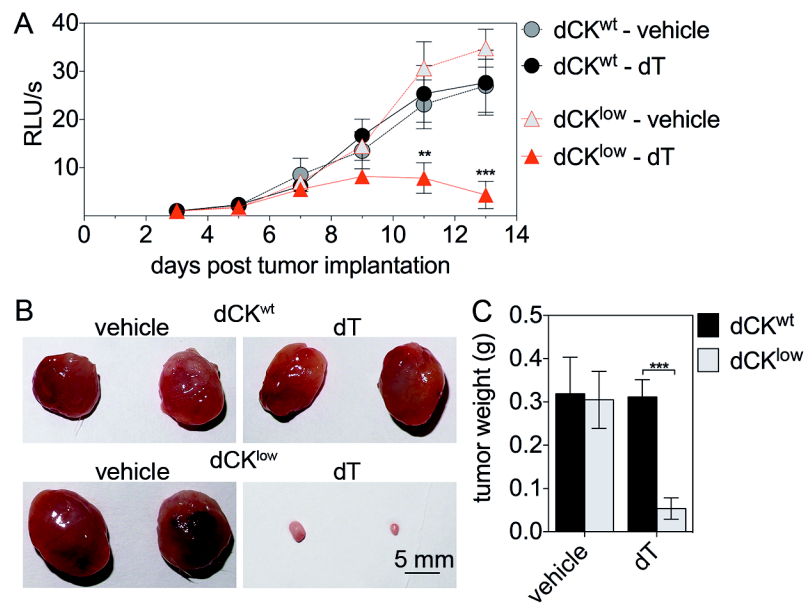 A
40
30
20
10
RLU/s
0 2 4 6 8 10 12 14
days post tumor implantation
**
***
dCKwt - vehicle
dCKwt - dT
dCKlow - vehicle
dCKlow - dT
B
dCKwt
vehicle dT
dCKlow
vehicle dT
5 mm
C
0.5
0.4
0.3
0.2
0.1
0.0
tumor weight (g)
***
vehicle
dT
dCKwt
dCKlow